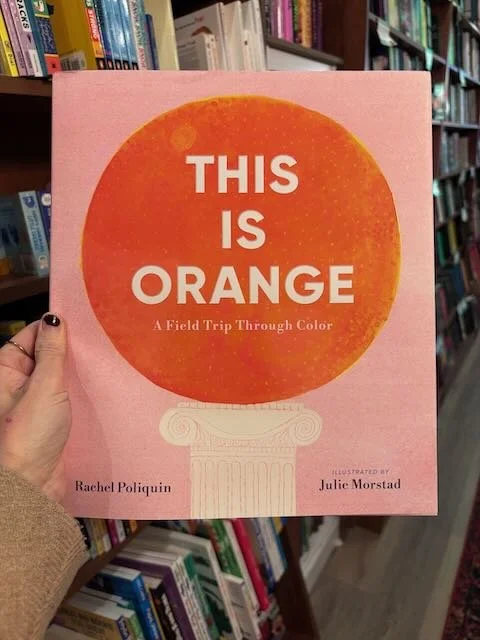 THIS
IS
ORANGE
A Field Trip Through Color
ILLUSTRATED BY
Rachel Poliquin
Julie Morstad